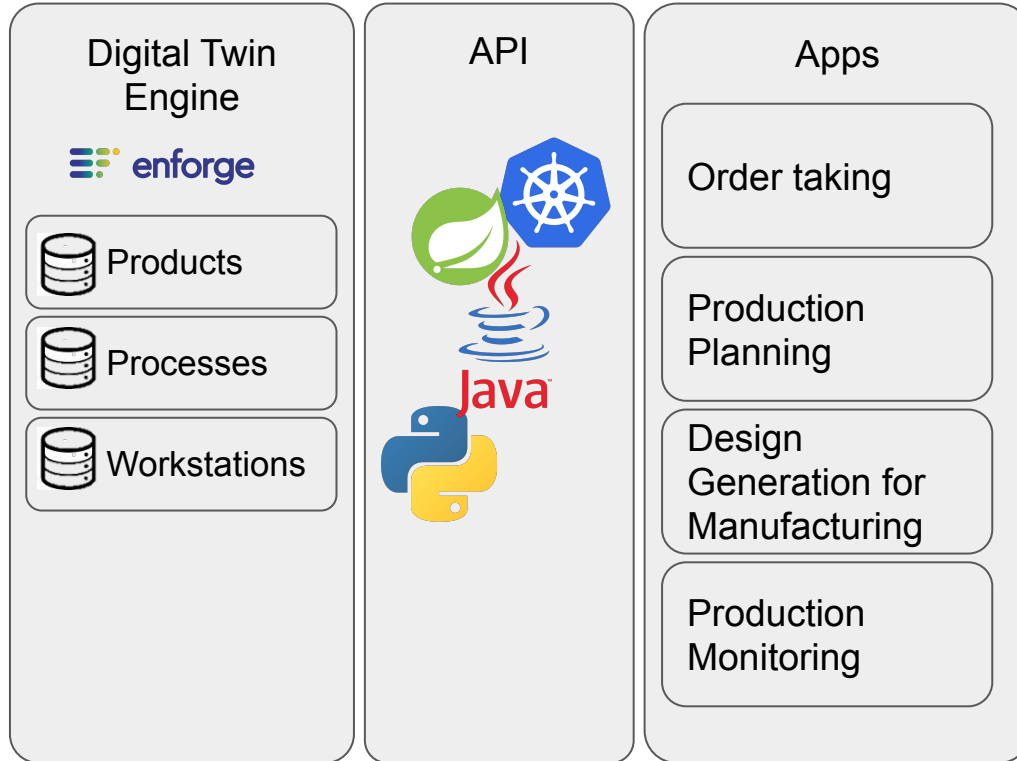 Digital Twin
Engine
enforge
Products
Processes
Workstations
API
Java™
Apps
Order taking
Production
Planning
Design
Generation for
Manufacturing
Production
Monitoring